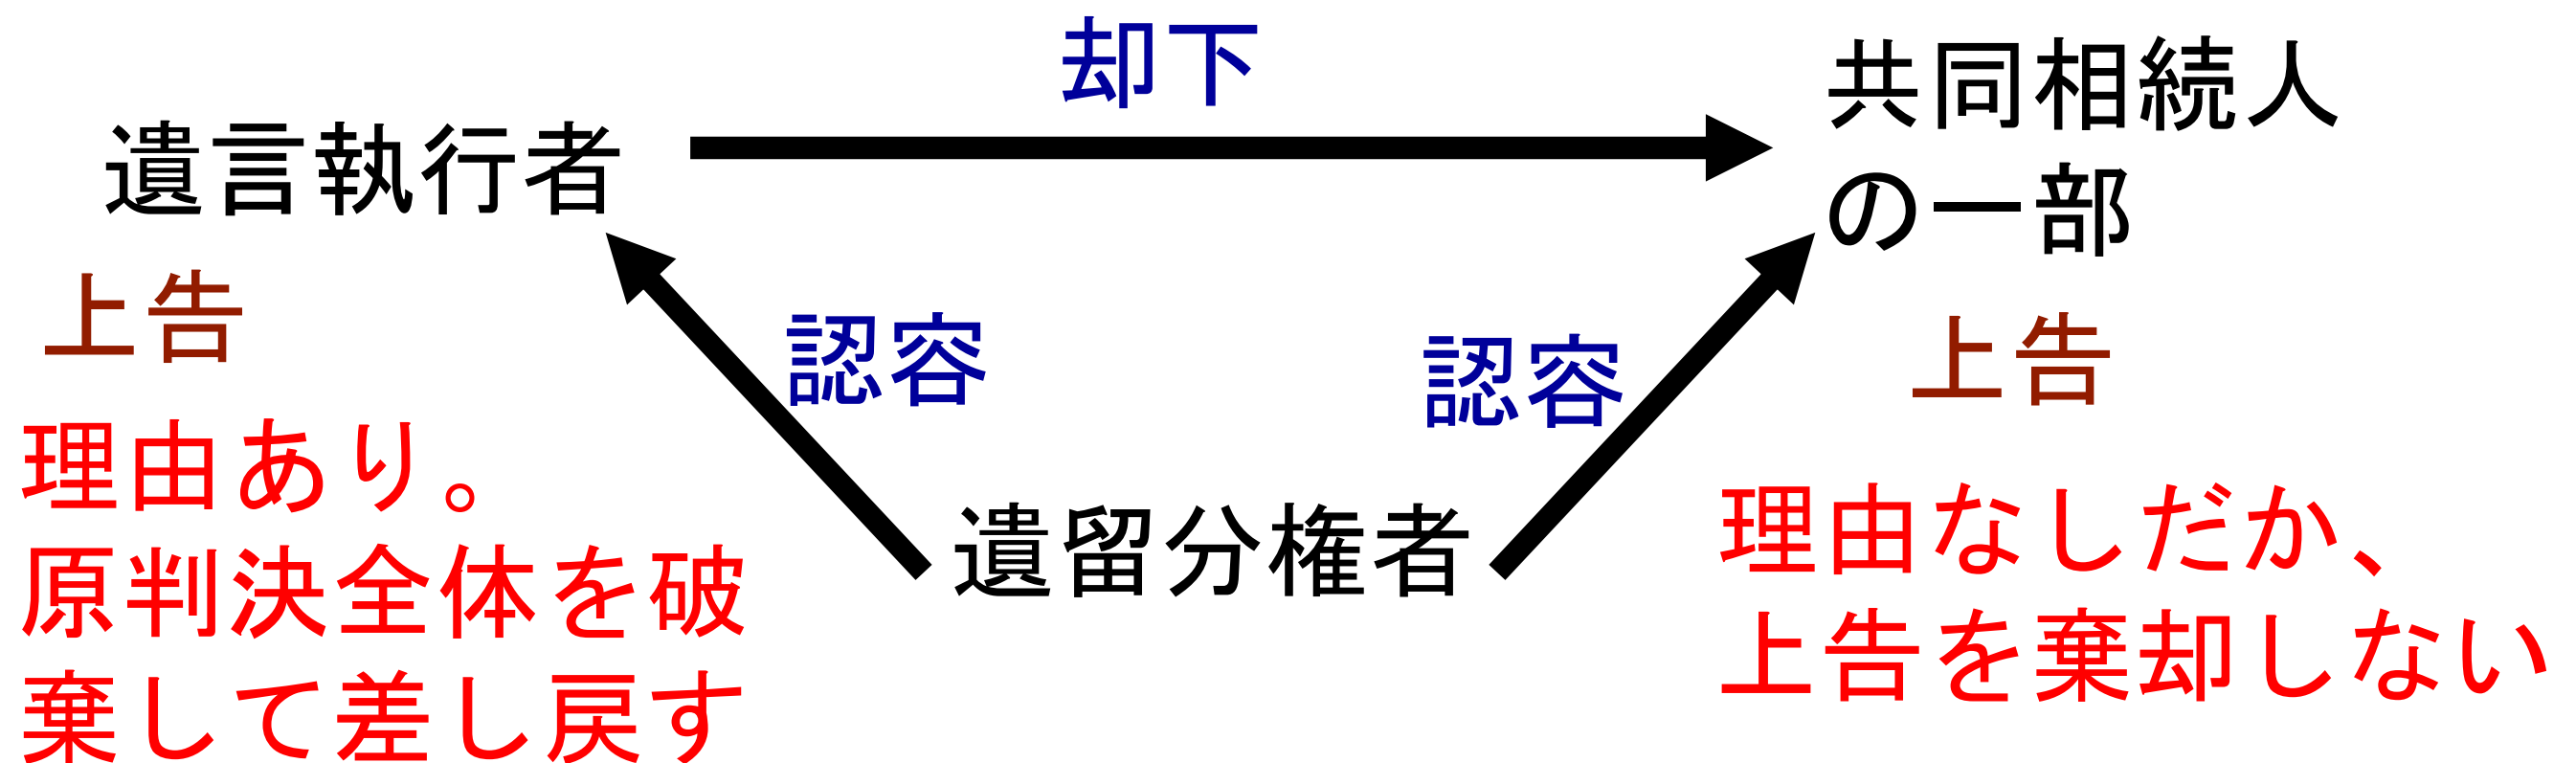 却下
遺言執行者
共同相続人
の一部
上告
認容
認容
上告
理由あり。
原判決全体を破
棄して差し戻す
遺留分権者
理由なしだか、
上告を棄却しない